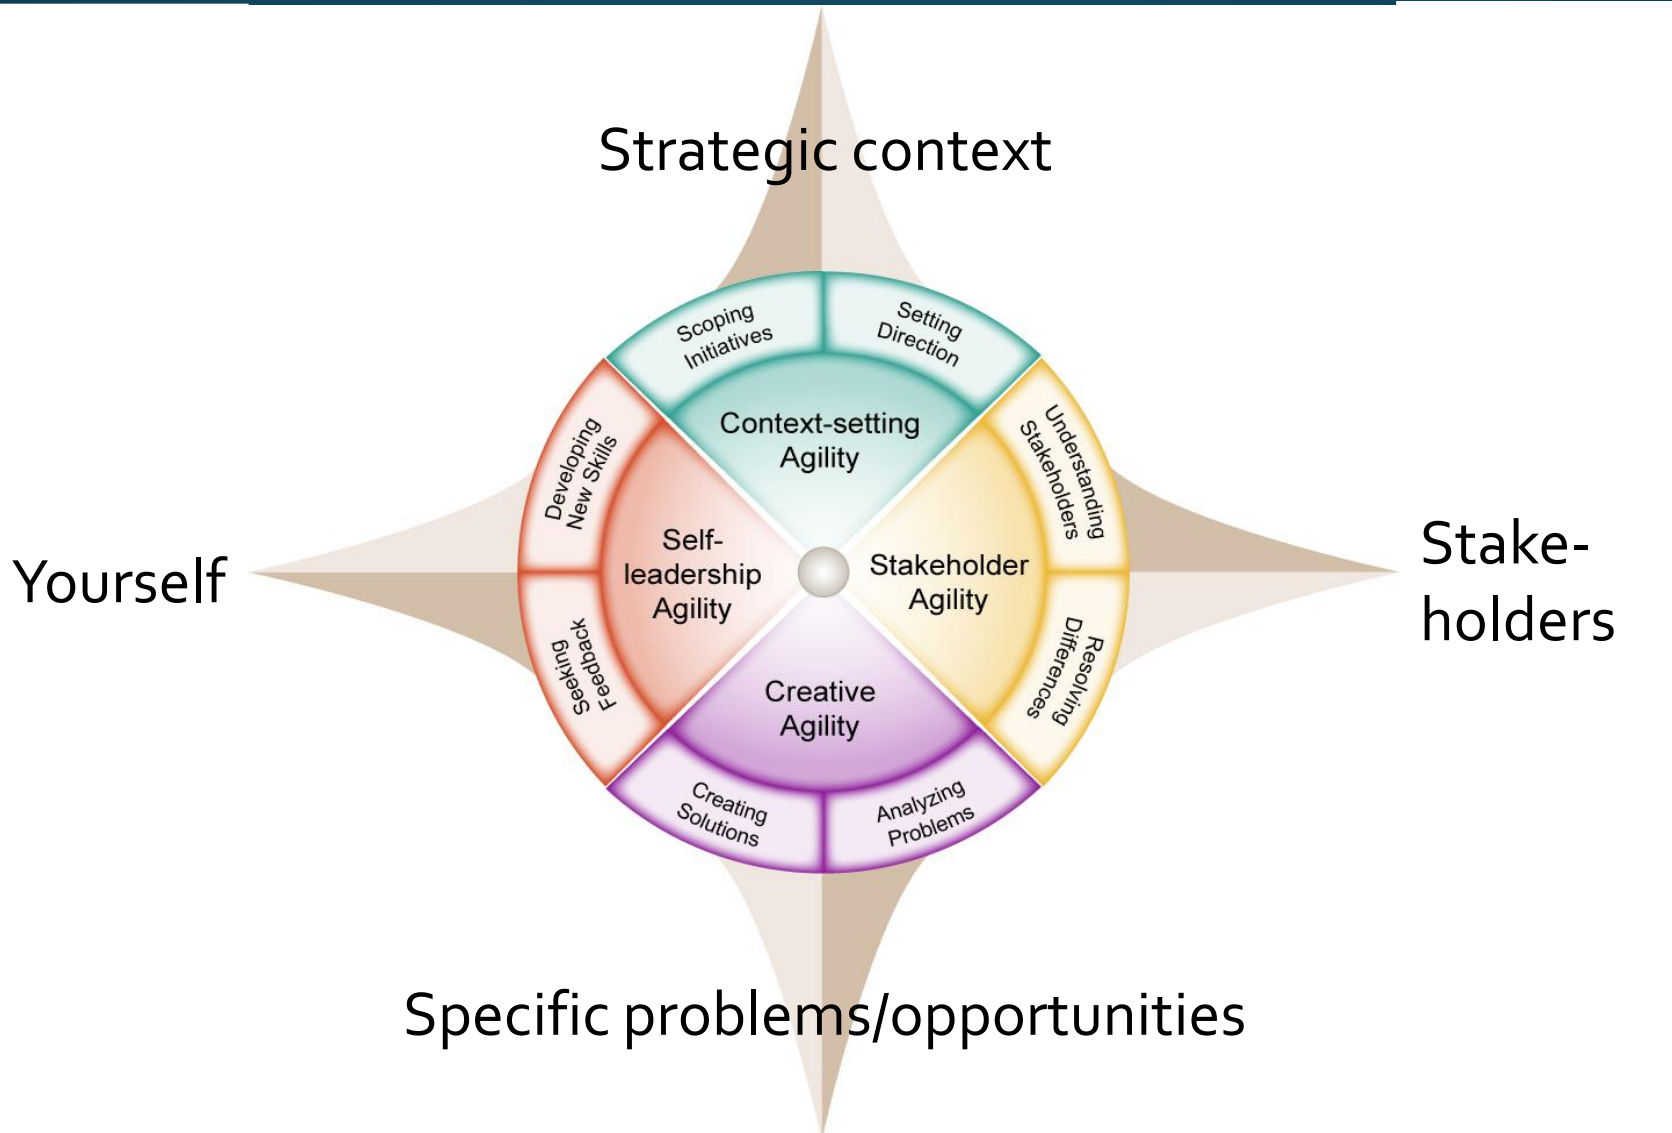 Strategic context
Scoping
Initiatives
Setting
Direction
Context-setting
Agility
Developing
New Skills
Understanding
Stakeholders
Self-
leadership
Agility
Stakeholder
Agility
Yourself
Stake-
holders
Seeking
Feedback
Resolving
Differences
Creative
Agility
Creating
Solutions
Analyzing
Problems
Specific problems/opportunities